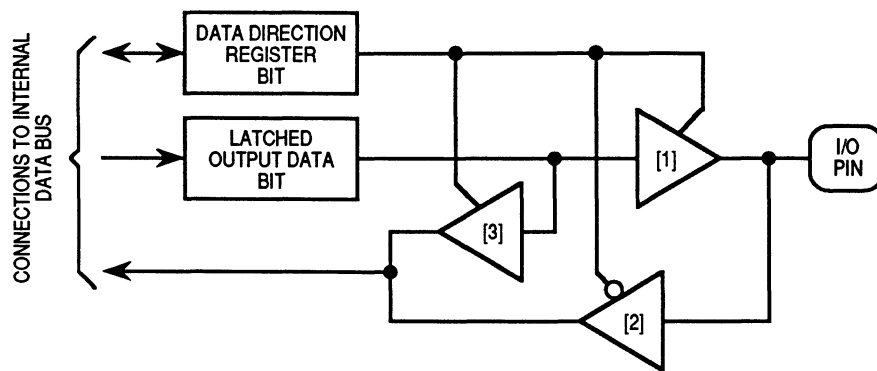 CONNECTIONS TO INTERNAL
DATA BUS
DATA DIRECTION
REGISTER
BIT
LATCHED
OUTPUT DATA
BIT
[1]
I/O
PIN
[3]
[2]